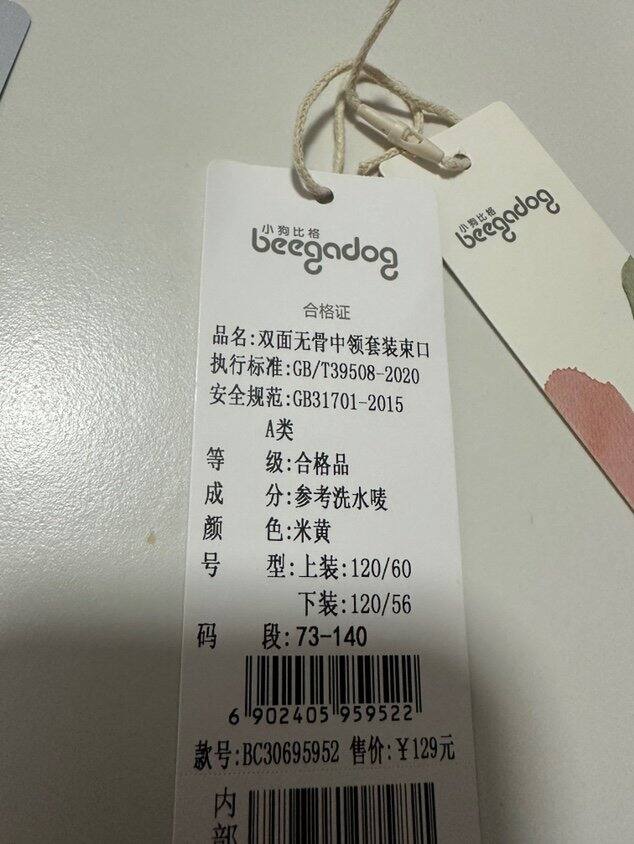 小狗比格
beegadog
合格证
品名:双面无骨中领套装束口
执行标准:GB/T39508-2020
安全规范:GB31701-2015
A类
等 级:合格品
成 分:参考洗水唛
颜 色:米黄
号 型:上装:120/60
下装:120/56
码 段:73-140
6 902405 959522
款号:BC30695952 售价:¥129元
内部
小狗比格
beegadog